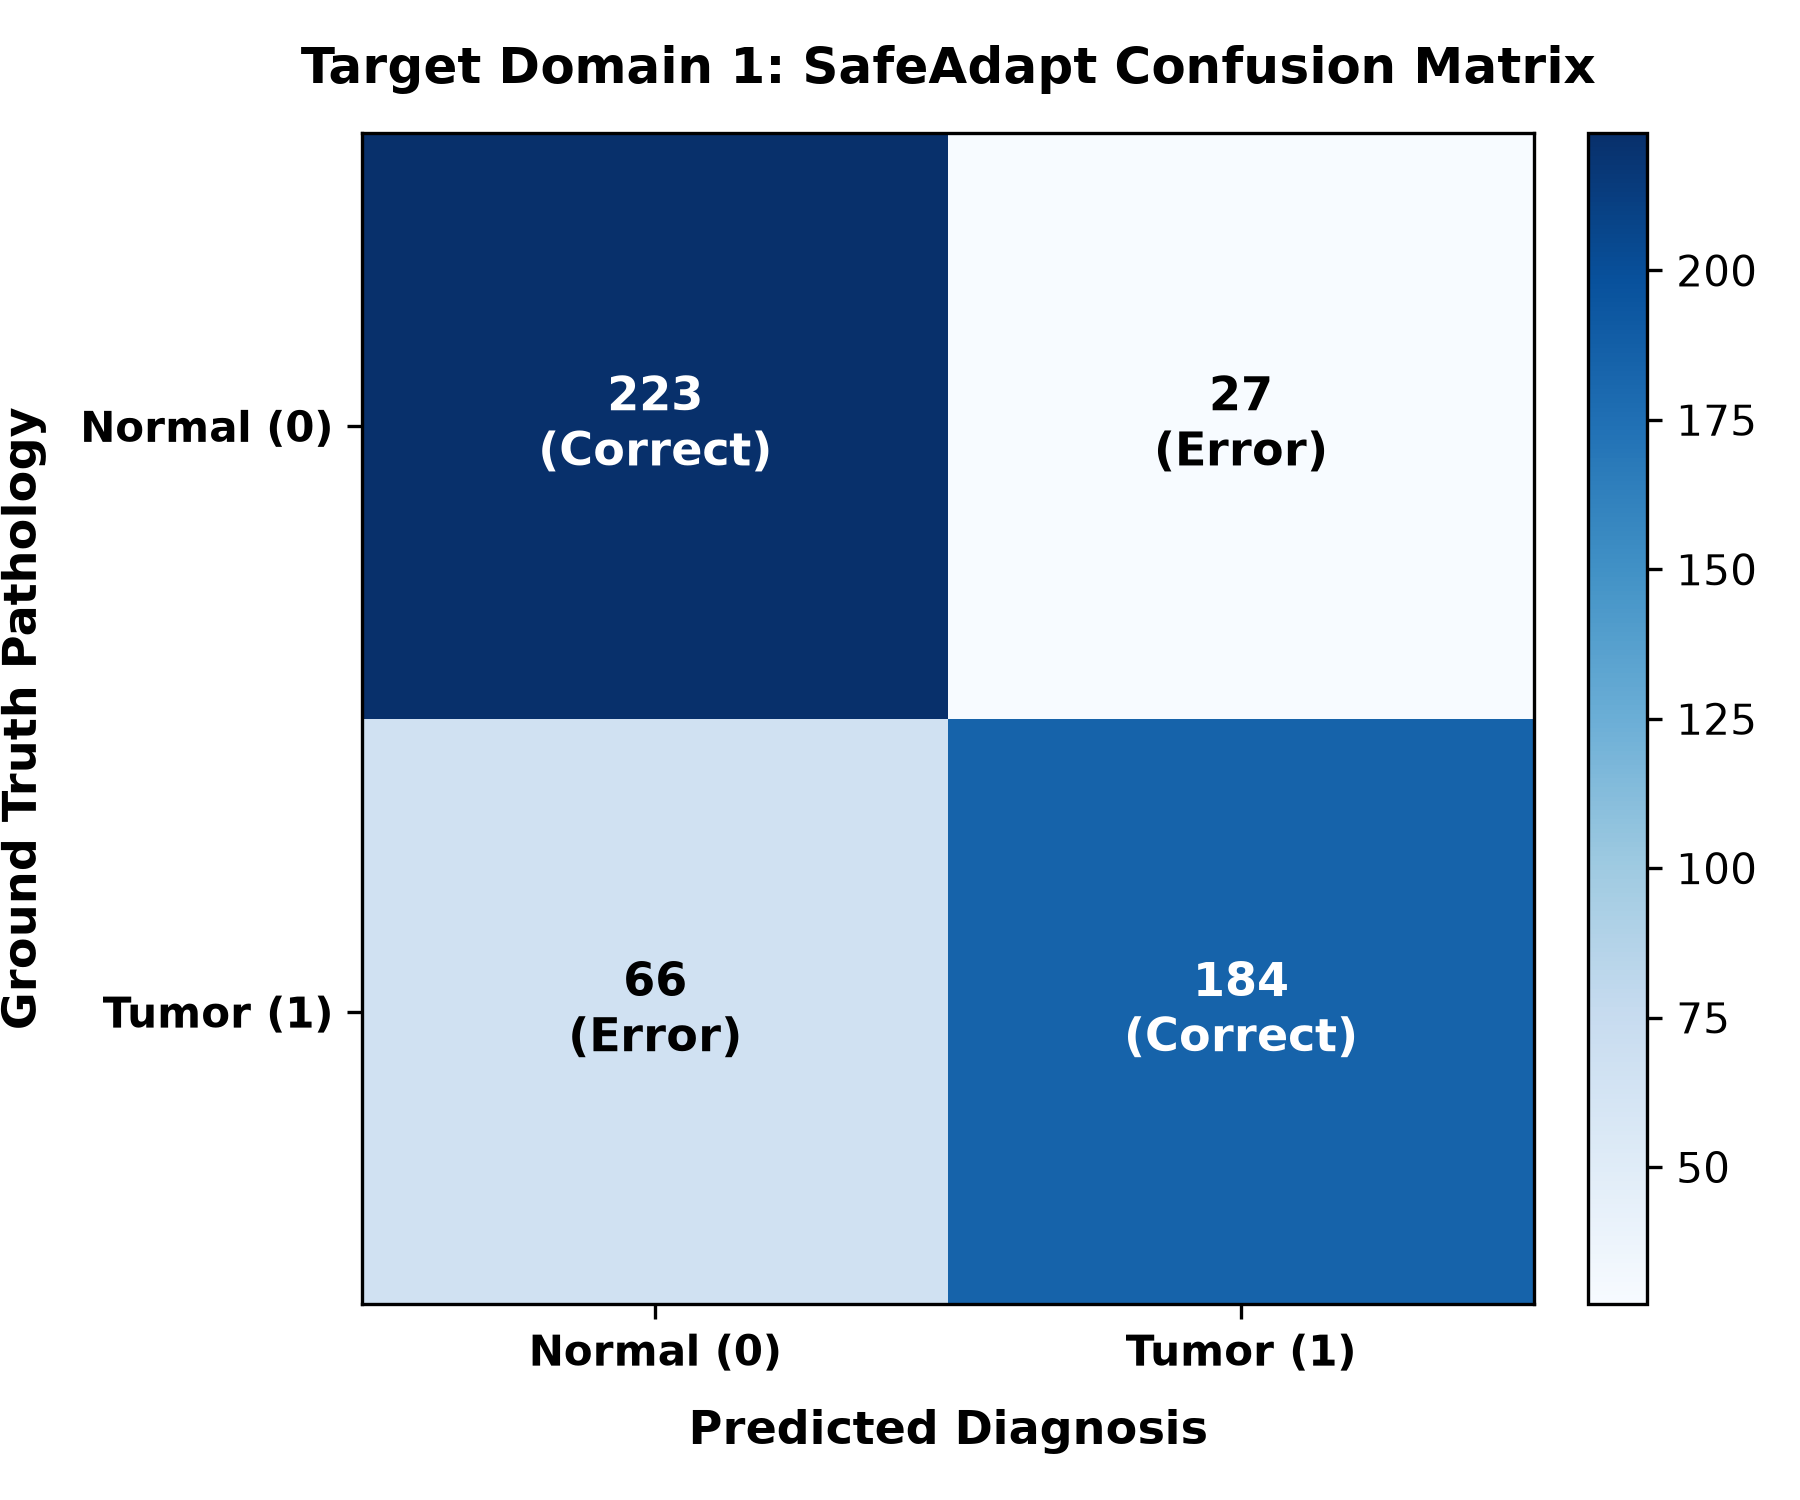 Target Domain 1: SafeAdapt Confusion Matrix
Ground Truth Pathology
Normal (0)
223
(Correct)
27
(Error)
Tumor (1)
66
(Error)
184
(Correct)
Normal (0)
Tumor (1)
Predicted Diagnosis
200
175
150
125
100
75
50